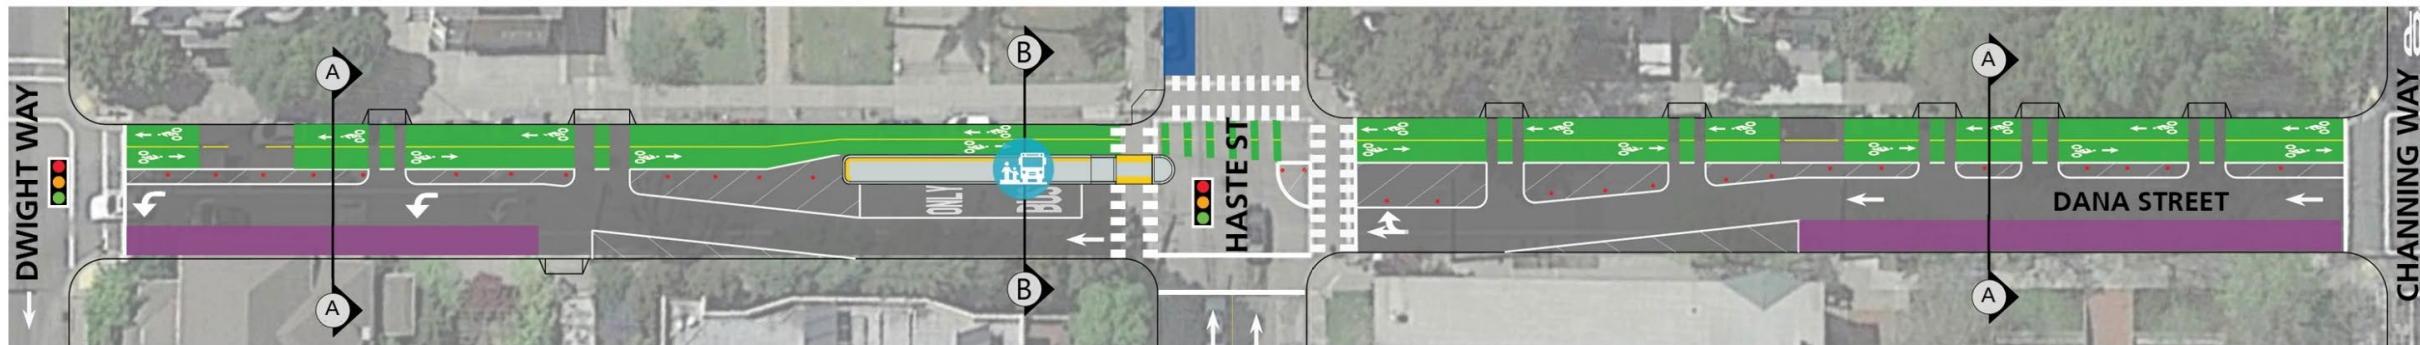 DWIGHT WAY
A
A
ONLY
BUS
B
B
HASTE ST
A
A
DANA STREET
CHANNING WAY